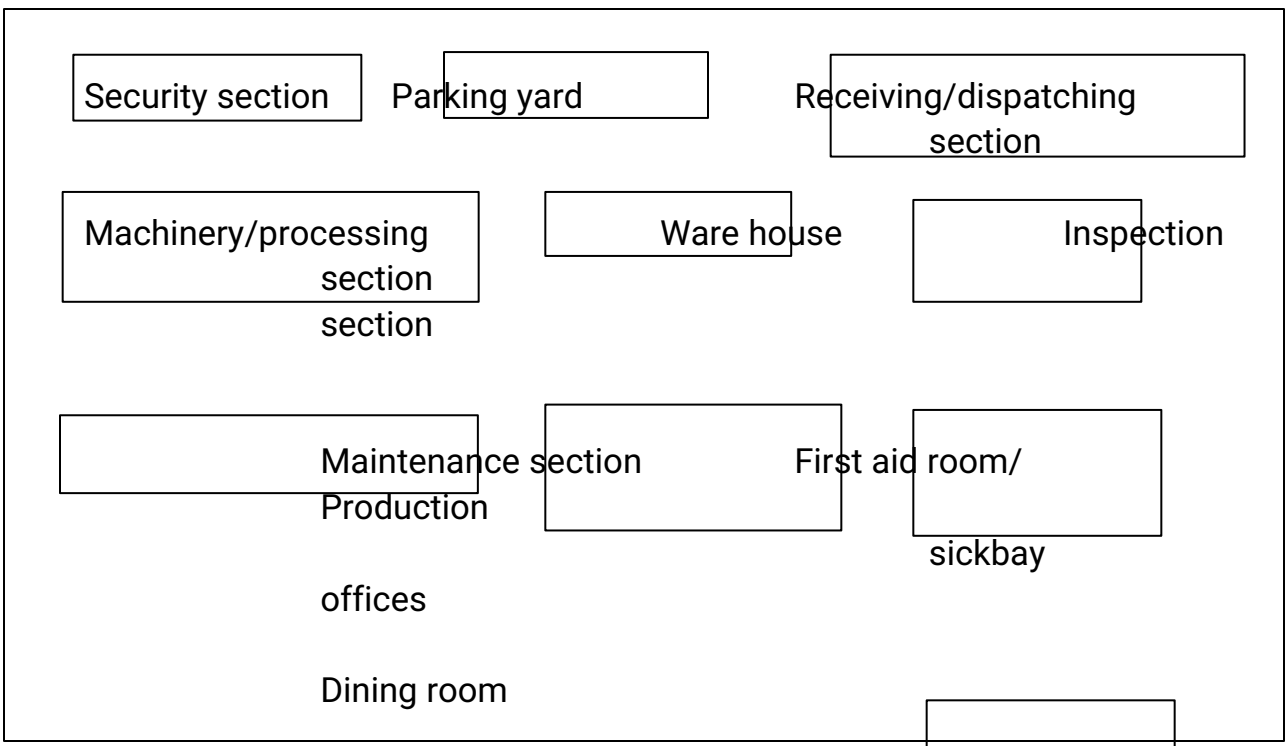 Security section Parking yard Receiving/dispatching
section
Machinery/processing Ware house Inspection
section
section
Maintenance section First aid room/
Production
sickbay
offices
Dining room